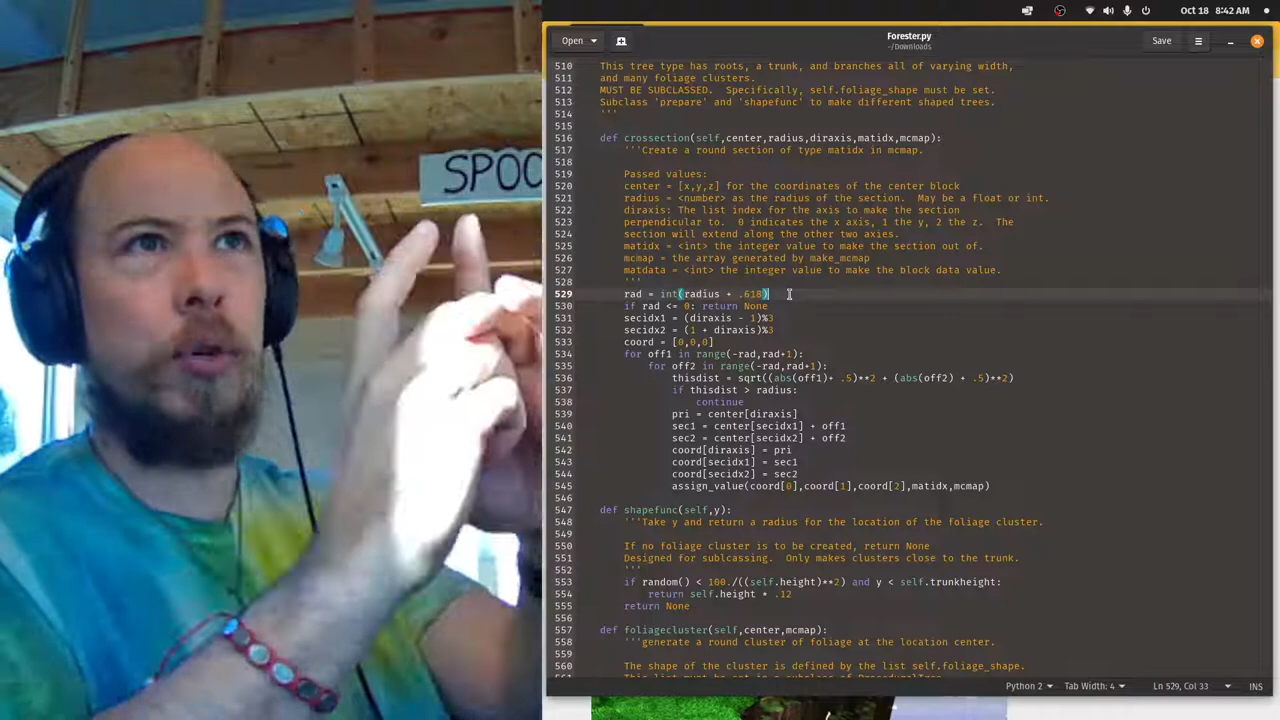 Oct 18 8:42 AM
Open
Forester.py
~/Downloads
Save
SPOO
510 This tree type has roots, a trunk, and branches all of varying width,
511 and many foliage clusters.
512 MUST BE SUBCLASSED.  Specifically, self.foliage_shape must be set.
513 Subclass 'prepare' and 'shapefunc' to make different shaped trees.
514 '''
515
516 def crossection(self,center,radius,diraxis,matidx,mcmap):
517 '''Create a round section of type matidx in mcmap.
518
519 Passed values:
520 center = [x,y,z] for the coordinates of the center block
521 radius = <number> as the radius of the section.  May be a float or int.
522 diraxis: The list index for the axis to make the section
523 perpendicular to.  0 indicates the x axis, 1 the y, 2 the z.  The
524 section will extend along the other two axies.
525 matidx = <int> the integer value to make the section out of.
526 mcmap = the array generated by make_mcmap
527 matdata = <int> the integer value to make the block data value.
528 '''
529 rad = int(radius + .618)
530 if rad <= 0: return None
531 secidx1 = (diraxis - 1)%3
532 secidx2 = (1 + diraxis)%3
533 coord = [0,0,0]
534 for off1 in range(-rad,rad+1):
535 for off2 in range(-rad,rad+1):
536 thisdist = sqrt((abs(off1)+ .5)**2 + (abs(off2) + .5)**2)
537 if thisdist > radius:
538 continue
539 pri = center[diraxis]
540 sec1 = center[secidx1] + off1
541 sec2 = center[secidx2] + off2
542 coord[diraxis] = pri
543 coord[secidx1] = sec1
544 coord[secidx2] = sec2
545 assign_value(coord[0],coord[1],coord[2],matidx,mcmap)
546
547 def shapefunc(self,y):
548 '''Take y and return a radius for the location of the foliage cluster.
549
550 If no foliage cluster is to be created, return None
551 Designed for sublcassing.  Only makes clusters close to the trunk.
552 '''
553 if random() < 100./((self.height)**2) and y < self.trunkheight:
554 return self.height * .12
555 return None
556
557 def foliagecluster(self,center,mcmap):
558 '''generate a round cluster of foliage at the location center.
559
560 The shape of the cluster is defined by the list self.foliage_shape.
Python 2 Tab Width: 4 Ln 529, Col 33 INS